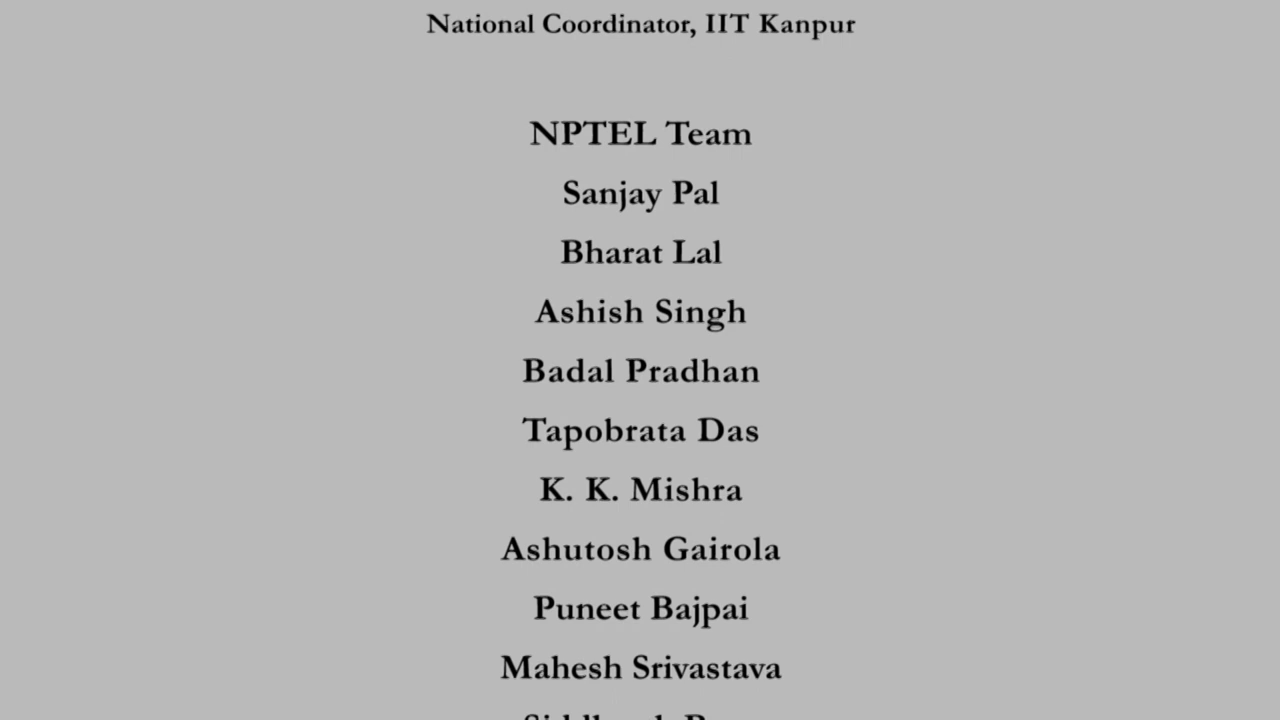 National Coordinator, IIT Kanpur
NPTEL Team
Sanjay Pal
Bharat Lal
Ashish Singh
Badal Pradhan
Tapobrata Das
K. K. Mishra
Ashutosh Gairola
Puneet Bajpai
Mahesh Srivastava